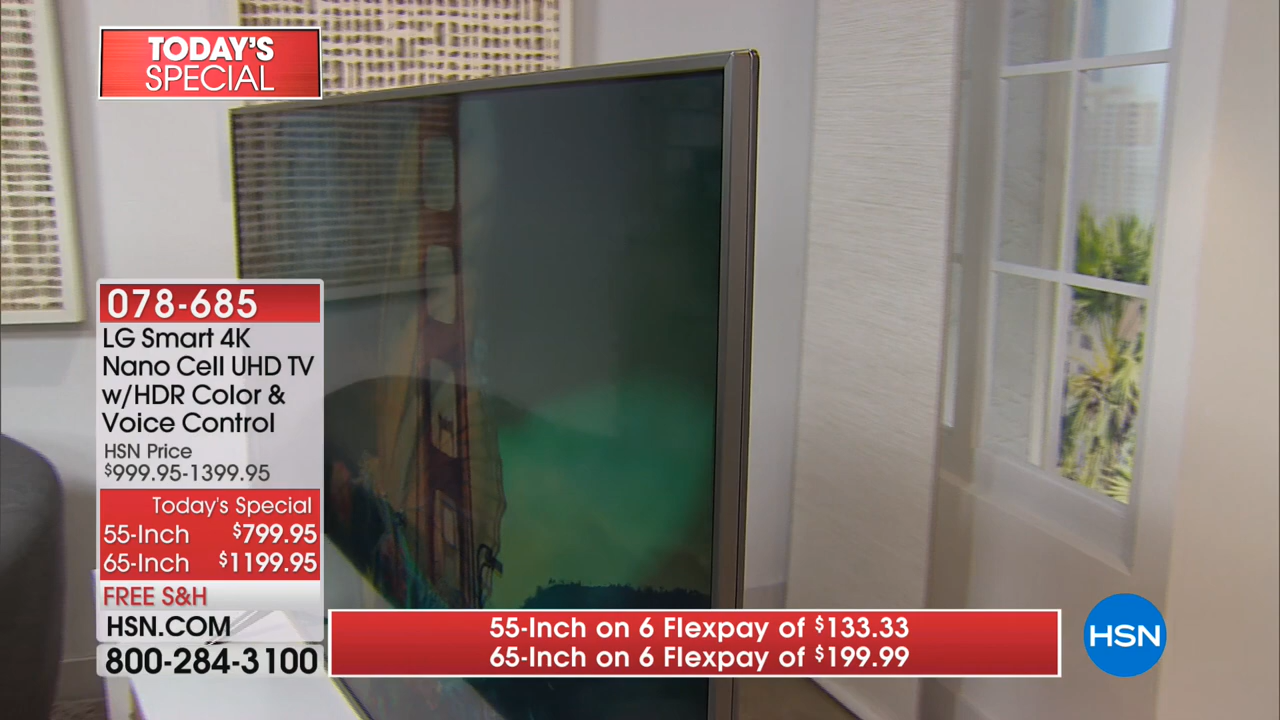 TODAY'S
SPECIAL
078-685
LG Smart 4K
Nano Cell UHD TV
w/HDR Color &
Voice Control
HSN Price
$999.95-1399.95
Today's Special
55-Inch $799.95
65-Inch $1199.95
FREE S&H
HSN.COM
800-284-3100
55-Inch on 6 Flexpay of $133.33
65-Inch on 6 Flexpay of $199.99
HSN